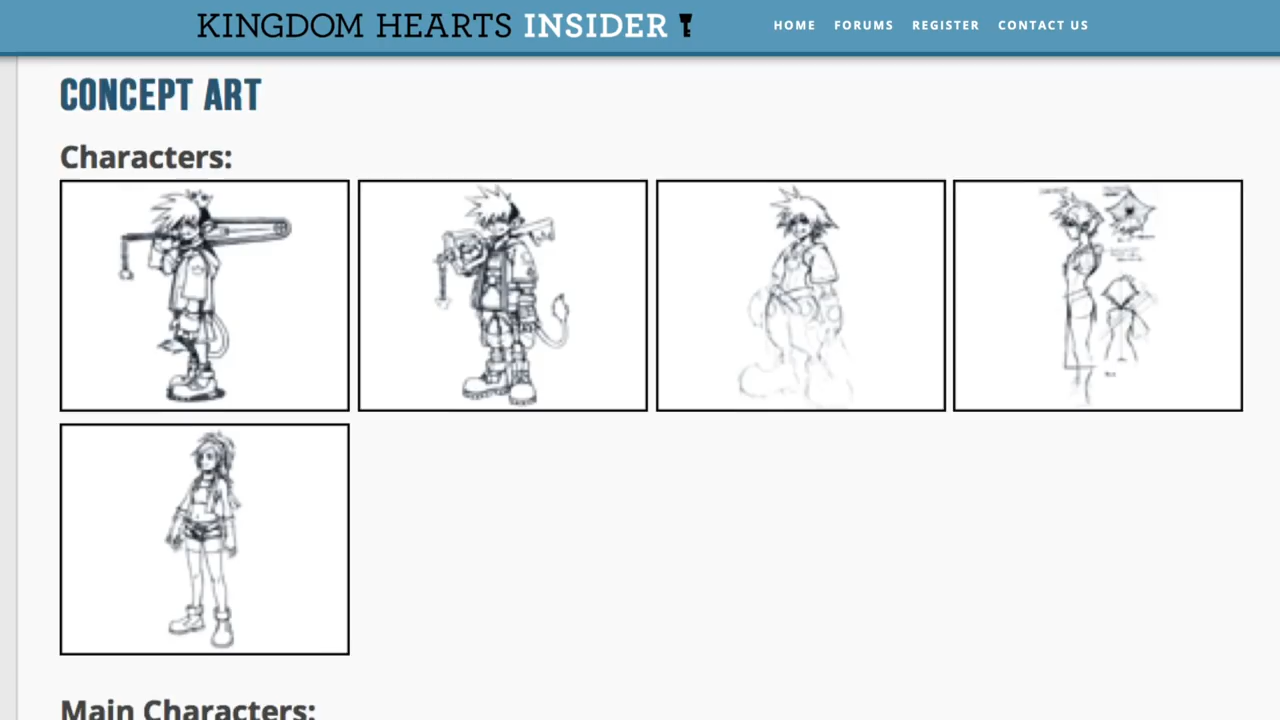 KINGDOM HEARTS INSIDER
HOME FORUMS REGISTER CONTACT US
CONCEPT ART
Characters:
Main Characters: